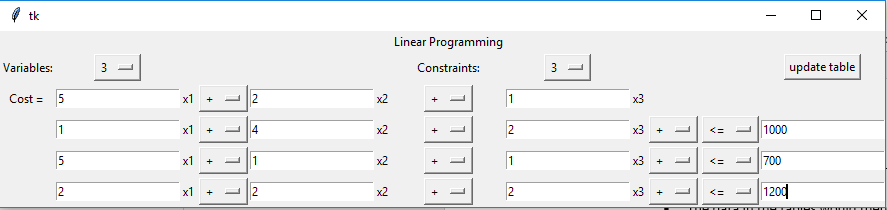 tk
Linear Programming
Variables: 3 Constraints: 3 update table
Cost = 5 x1 + 2 x2 + 1 x3
1 x1 + 4 x2 + 2 x3 + <= 1000
5 x1 + 1 x2 + 1 x3 + <= 700
2 x1 + 2 x2 + 2 x3 + <= 1200